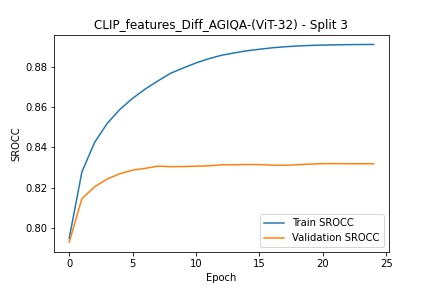 CLIP_features_Diff_AGIQA-(ViT-32) - Split 3
SROCC
0.88
0.86
0.84
0.82
0.80
Train SROCC
Validation SROCC
0 5 10 15 20 25
Epoch